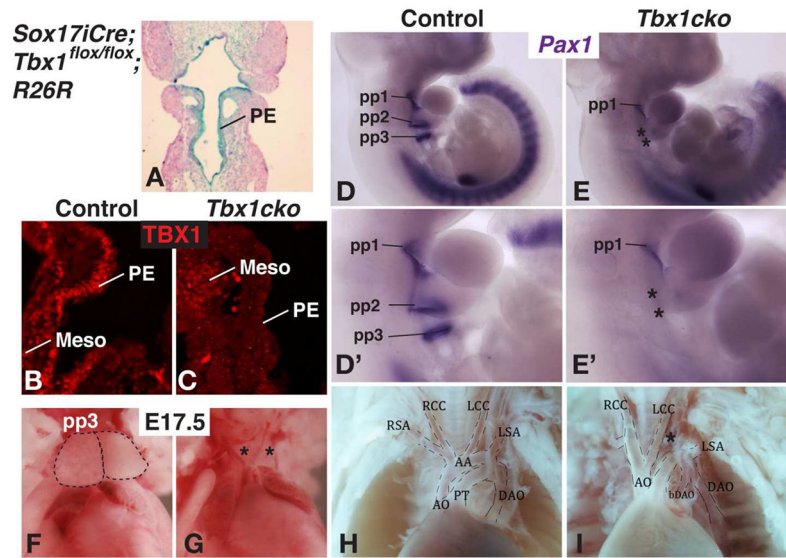 Sox17iCre;
Tbx1flox/flox;
R26R
PE
A
Control
Tbx1cko
TBX1
PE
Meso
B
Meso
PE
C
pp3
E17.5
F
* *
G
Control
Tbx1cko
Pax1
pp1
pp2
pp3
D
pp1
*
*
E
pp1
pp2
pp3
D'
pp1
*
*
E'
RCC
LCC
RSA
LSA
AA
AO
PT
DAO
H
RCC
LCC
*
LSA
AO
bDAO
DAO
I